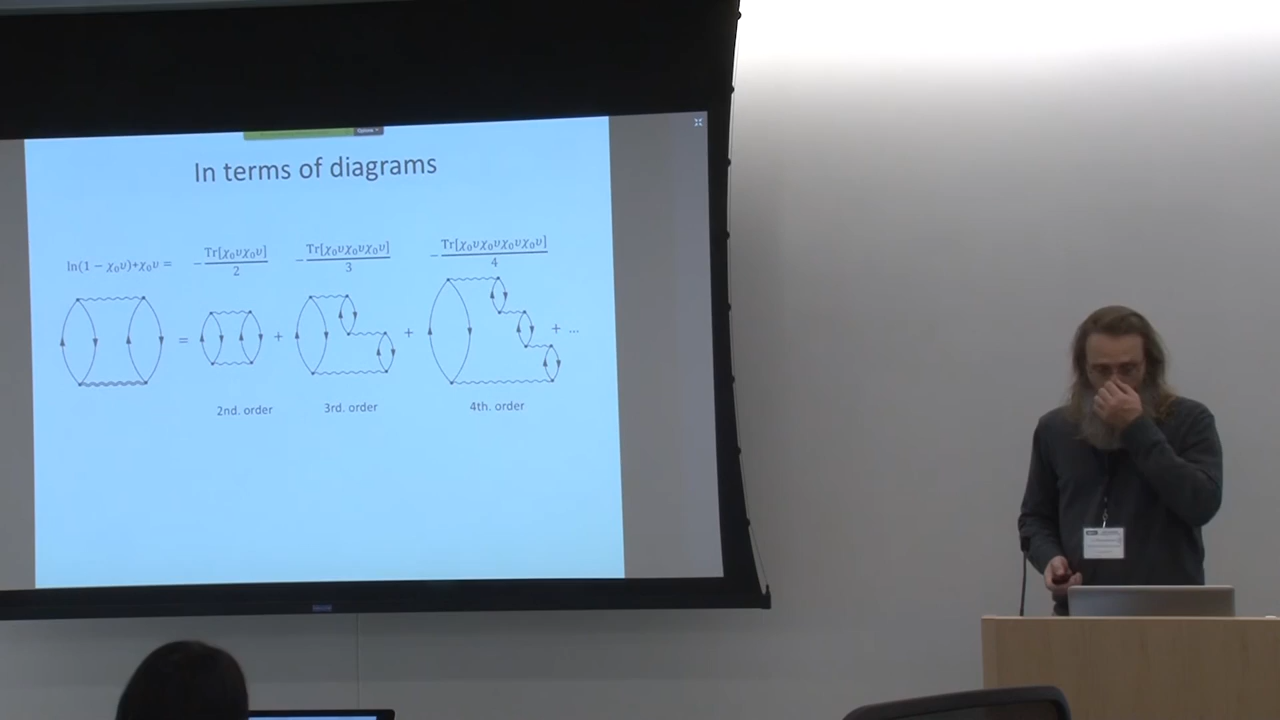 Options
In terms of diagrams
ln(1 − χ₀υ)+χ₀υ = − Tr[χ₀υχ₀υ]/2 − Tr[χ₀υχ₀υχ₀υ]/3 − Tr[χ₀υχ₀υχ₀υχ₀υ]/4
= + + + ...
2nd. order 3rd. order 4th. order